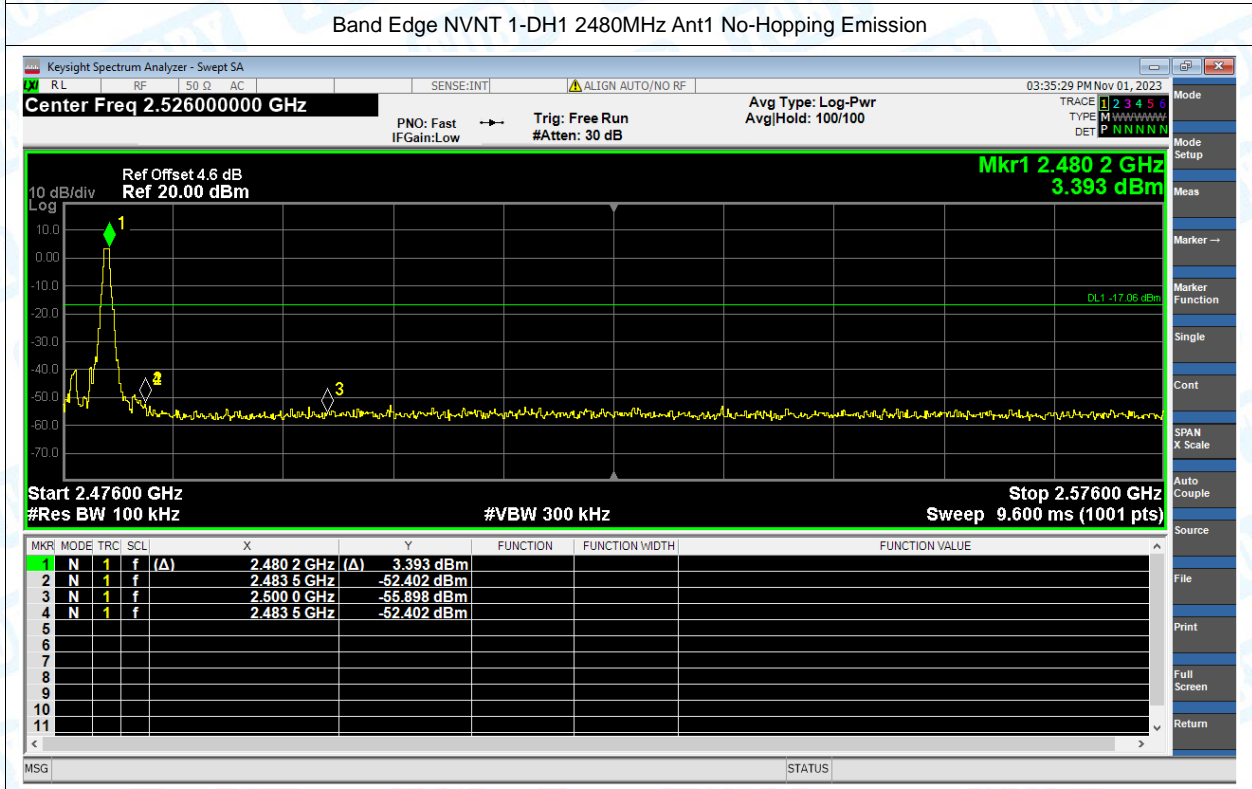 Band Edge NVNT 1-DH1 2480MHz Ant1 No-Hopping Emission
Keysight Spectrum Analyzer - Swept SA
LXI RL RF 50 Ω AC SENSE:INT ALIGN AUTO/NO RF 03:35:29 PM Nov 01, 2023
Center Freq 2.526000000 GHz
PNO: Fast
IFGain:Low
Trig: Free Run
#Atten: 30 dB
Avg Type: Log-Pwr
Avg|Hold: 100/100
TRACE 1 2 3 4 5 6
TYPE M WWWWW
DET P N N N N N
Mkr1 2.480 2 GHz
3.393 dBm
Ref Offset 4.6 dB
10 dB/div Ref 20.00 dBm
Log
10.0
0.00
-10.0
-20.0
-30.0
-40.0
-50.0
-60.0
-70.0
1
2
3
DL1 -17.06 dBm
Start 2.47600 GHz Stop 2.57600 GHz
#Res BW 100 kHz #VBW 300 kHz Sweep 9.600 ms (1001 pts)
MKR MODE TRC SCL X Y FUNCTION FUNCTION WIDTH FUNCTION VALUE
1 N 1 f (Δ) 2.480 2 GHz (Δ) 3.393 dBm
2 N 1 f 2.483 5 GHz -52.402 dBm
3 N 1 f 2.500 0 GHz -55.898 dBm
4 N 1 f 2.483 5 GHz -52.402 dBm
5
6
7
8
9
10
11
MSG STATUS
Mode
Mode Setup
Meas
Marker →
Marker Function
Single
Cont
SPAN X Scale
Auto Couple
Source
File
Print
Full Screen
Return